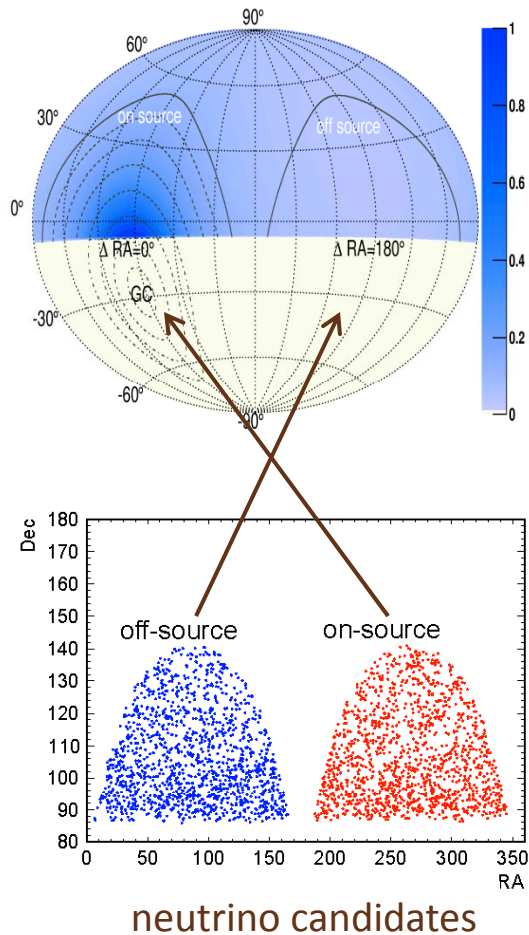 90°
60°
30°
0°
-30°
-60°
-90°
on source
off source
Δ RA=0°
Δ RA=180°
GC
1
0.8
0.6
0.4
0.2
0
Dec
180
170
160
150
140
130
120
110
100
90
80
off-source
on-source
0 50 100 150 200 250 300 350
RA
neutrino candidates